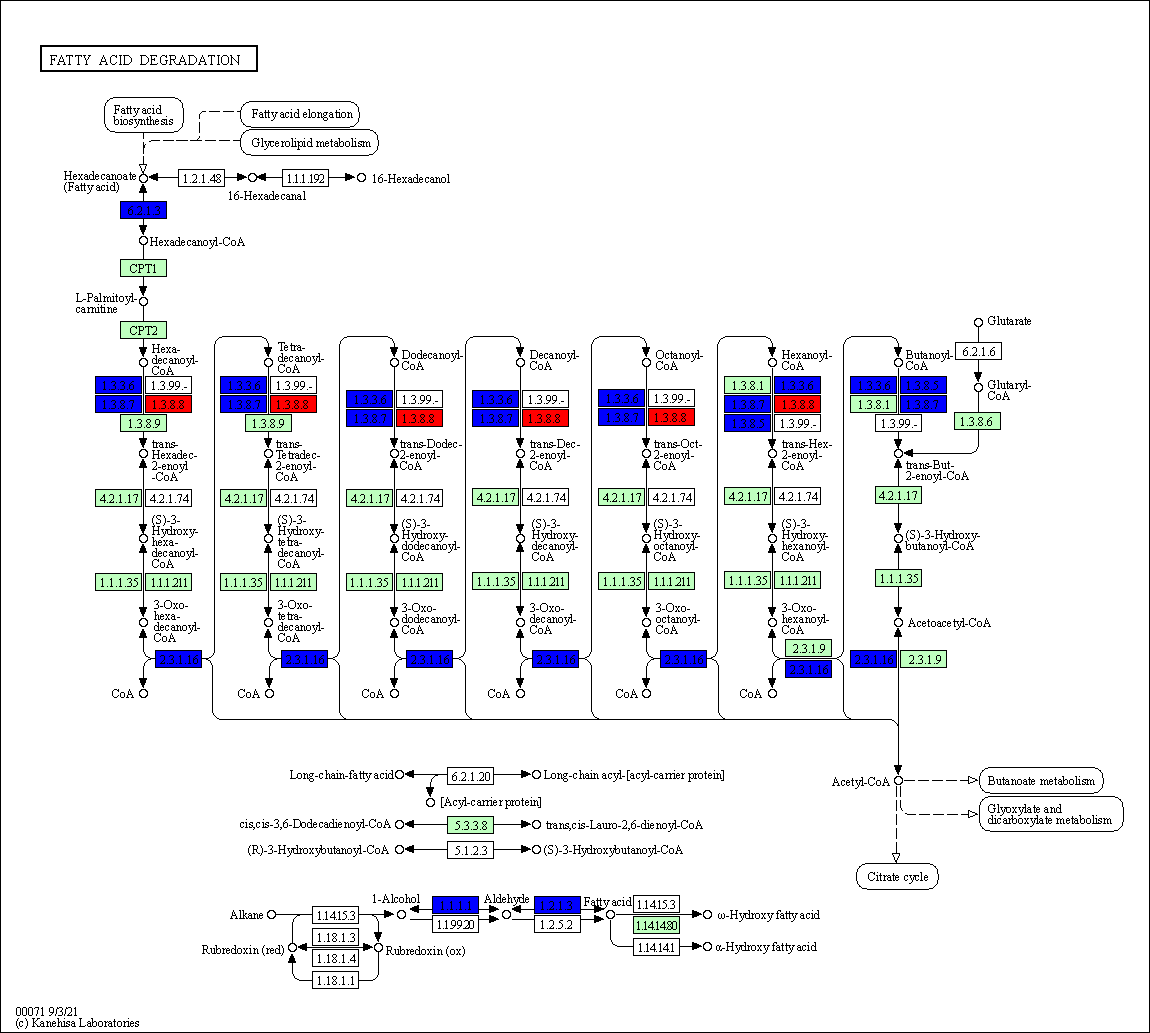 FATTY ACID DEGRADATION
Fatty acid
biosynthesis
Fatty acid elongation
Glycerolipid metabolism
Hexadecanoate
(Fatty acid)
1.2.1.48
1.1.1.192
16-Hexadecanol
16-Hexadecanal
6.2.1.3
Hexadecanoyl-CoA
CPT1
L-Palmitoyl-
carnitine
CPT2
Glutarate
6.2.1.6
Glutaryl-
CoA
1.3.8.6
Hexa-
decanoyl-
CoA
Tetra-
decanoyl-
CoA
Dodecanoyl-
CoA
Decanoyl-
CoA
Octanoyl-
CoA
Hexanoyl-
CoA
Butanoyl-
CoA
1.3.3.6
1.3.99.-
1.3.8.7
1.3.8.8
1.3.8.9
1.3.3.6
1.3.99.-
1.3.8.7
1.3.8.8
1.3.8.9
1.3.3.6
1.3.99.-
1.3.8.7
1.3.8.8
1.3.3.6
1.3.99.-
1.3.8.7
1.3.8.8
1.3.3.6
1.3.99.-
1.3.8.7
1.3.8.8
1.3.8.1
1.3.3.6
1.3.8.7
1.3.8.8
1.3.8.5
1.3.99.-
1.3.3.6
1.3.8.5
1.3.8.1
1.3.8.7
1.3.99.-
trans-
Hexadec-
2-enoyl
-CoA
trans-
Tetradec-
2-enoyl-
CoA
trans-Dodec-
2-enoyl-
CoA
trans-Dec-
2-enoyl-
CoA
trans-Oct-
2-enoyl-
CoA
trans-Hex-
2-enoyl-
CoA
trans-But-
2-enoyl-CoA
4.2.1.17
4.2.1.74
4.2.1.17
4.2.1.74
4.2.1.17
4.2.1.74
4.2.1.17
4.2.1.74
4.2.1.17
4.2.1.74
4.2.1.17
4.2.1.74
4.2.1.17
(S)-3-
Hydroxy-
hexa-
decanoyl-
CoA
(S)-3-
Hydroxy-
tetra-
decanoyl-
CoA
(S)-3-
Hydroxy-
dodecanoyl-
CoA
(S)-3-
Hydroxy-
decanoyl-
CoA
(S)-3-
Hydroxy-
octanoyl-
CoA
(S)-3-
Hydroxy-
hexanoyl-
CoA
(S)-3-Hydroxy-
butanoyl-CoA
1.1.1.35
1.1.1.211
1.1.1.35
1.1.1.211
1.1.1.35
1.1.1.211
1.1.1.35
1.1.1.211
1.1.1.35
1.1.1.211
1.1.1.35
1.1.1.211
1.1.1.35
3-Oxo-
hexa-
decanoyl-
CoA
3-Oxo-
tetra-
decanoyl-
CoA
3-Oxo-
dodecanoyl-
CoA
3-Oxo-
decanoyl-
CoA
3-Oxo-
octanoyl-
CoA
3-Oxo-
hexanoyl-
CoA
Acetoacetyl-CoA
2.3.1.16
2.3.1.16
2.3.1.16
2.3.1.16
2.3.1.16
2.3.1.9
2.3.1.16
2.3.1.16
2.3.1.9
CoA
CoA
CoA
CoA
CoA
CoA
Long-chain-fatty acid
6.2.1.20
Long-chain acyl-[acyl-carrier protein]
[Acyl-carrier protein]
cis,cis-3,6-Dodecadienoyl-CoA
5.3.3.8
trans,cis-Lauro-2,6-dienoyl-CoA
(R)-3-Hydroxybutanoyl-CoA
5.1.2.3
(S)-3-Hydroxybutanoyl-CoA
Acetyl-CoA
Butanoate metabolism
Glyoxylate and
dicarboxylate metabolism
Citrate cycle
Alkane
1.14.15.3
1-Alcohol
1.1.1.1
1.1.99.20
Aldehyde
1.2.1.3
1.2.5.2
Fatty acid
1.14.15.3
ω-Hydroxy fatty acid
1.14.14.80
1.14.14.1
α-Hydroxy fatty acid
Rubredoxin (red)
1.18.1.3
1.18.1.4
1.18.1.1
Rubredoxin (ox)
00071 9/3/21
(c) Kanehisa Laboratories